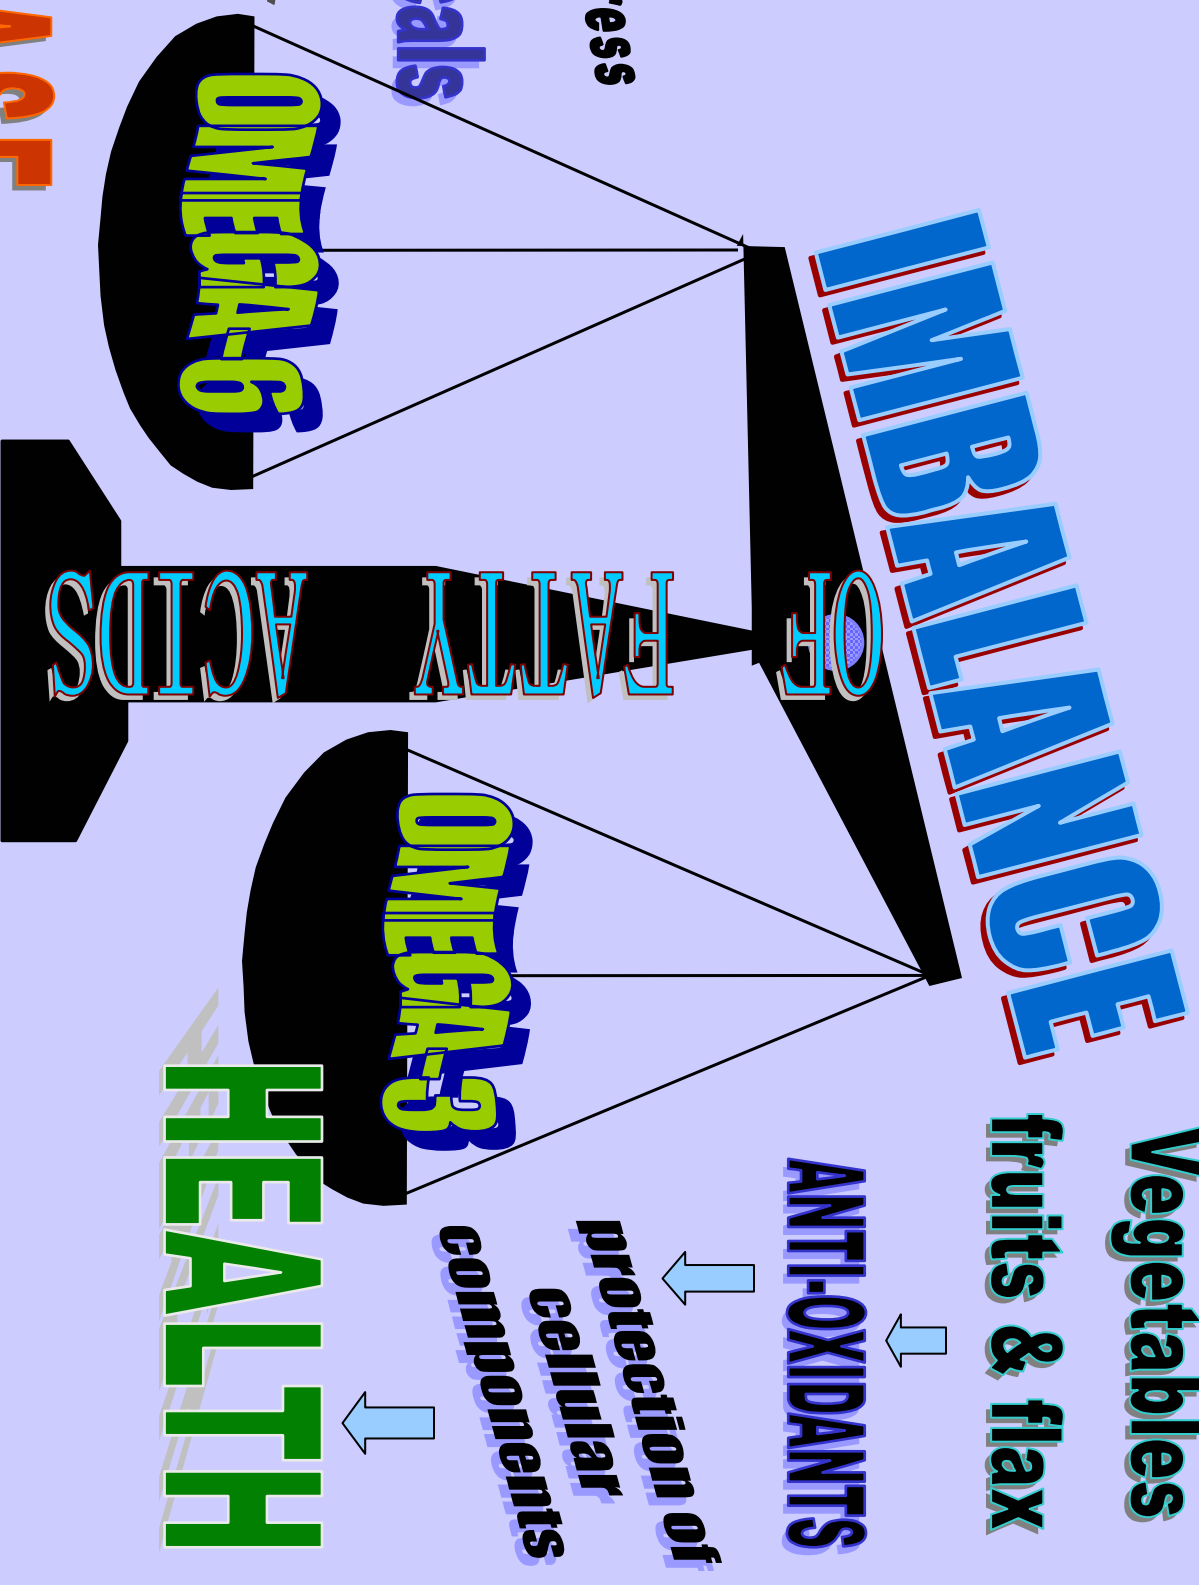 IMBALANCE
OF
FATTY
ACIDS
OMEGA-6
OMEGA-3
Vegetables
fruits & flax
ANTI-OXIDANTS
protection of
cellular
components
HEALTH